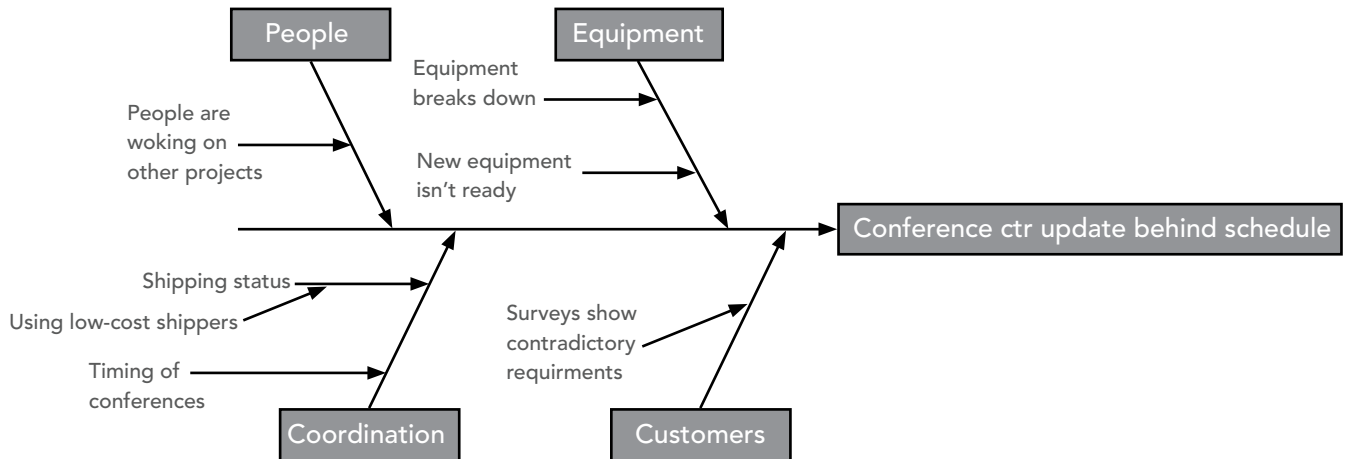 People
Equipment
Equipment
breaks down
People are
woking on
other projects
New equipment
isn't ready
Conference ctr update behind schedule
Shipping status
Using low-cost shippers
Timing of
conferences
Surveys show
contradictory
requirments
Coordination
Customers